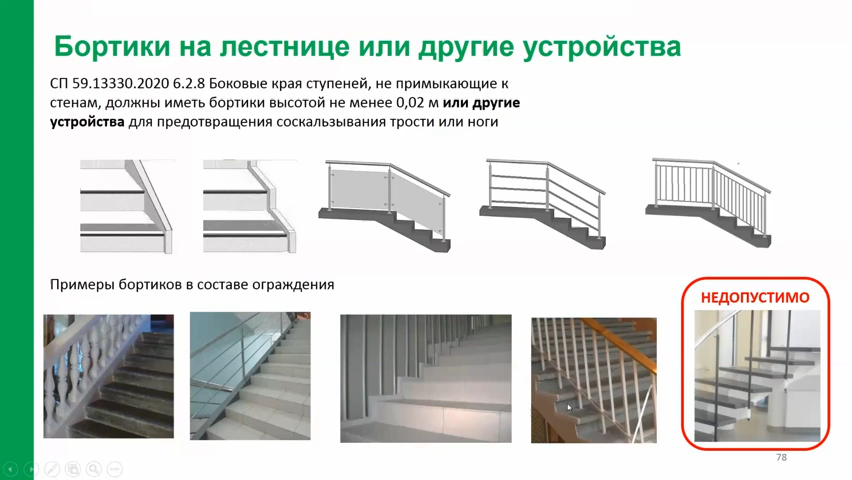 Бортики на лестнице или другие устройства
СП 59.13330.2020 6.2.8 Боковые края ступеней, не примыкающие к
стенам, должны иметь бортики высотой не менее 0,02 м или другие
устройства для предотвращения соскальзывания трости или ноги
Примеры бортиков в составе ограждения
НЕДОПУСТИМО
78